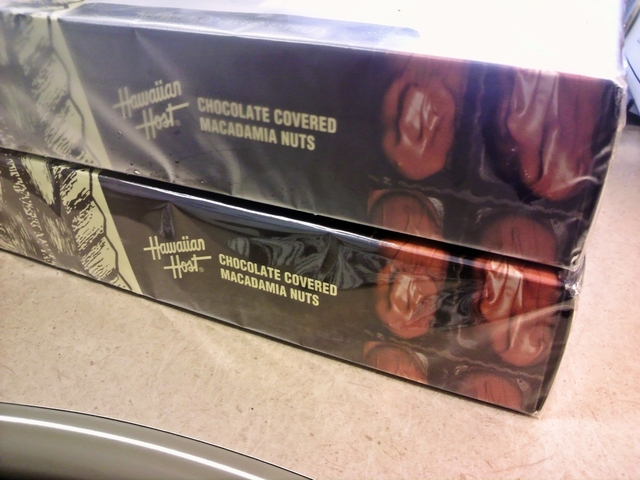 Hawaiian
Host
CHOCOLATE COVERED
MACADAMIA NUTS
Hawaiian
Host®
CHOCOLATE COVERED
MACADAMIA NUTS